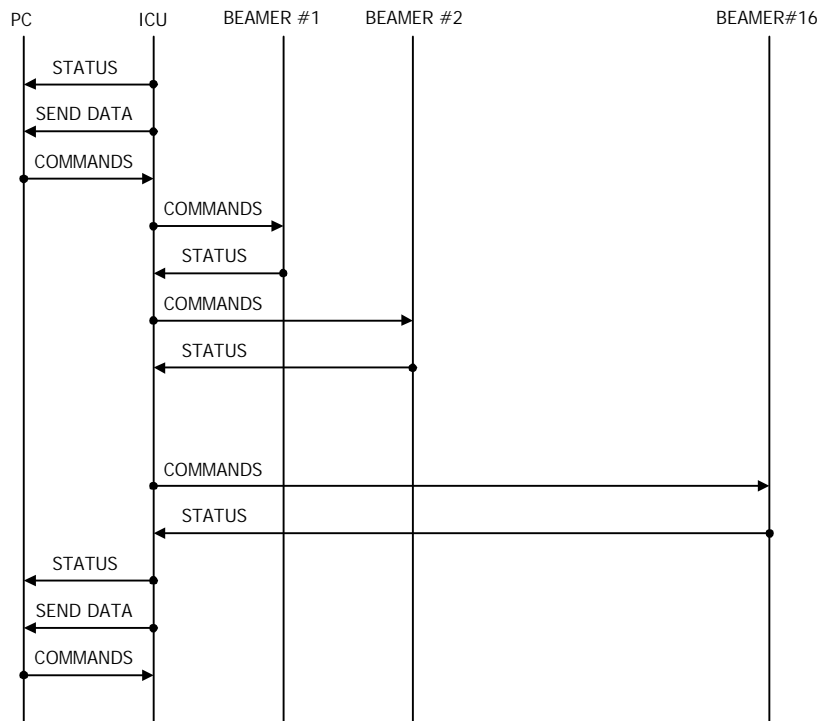 PC ICU BEAMER #1 BEAMER #2 BEAMER#16
STATUS
SEND DATA
COMMANDS
COMMANDS
STATUS
COMMANDS
STATUS
COMMANDS
STATUS
STATUS
SEND DATA
COMMANDS